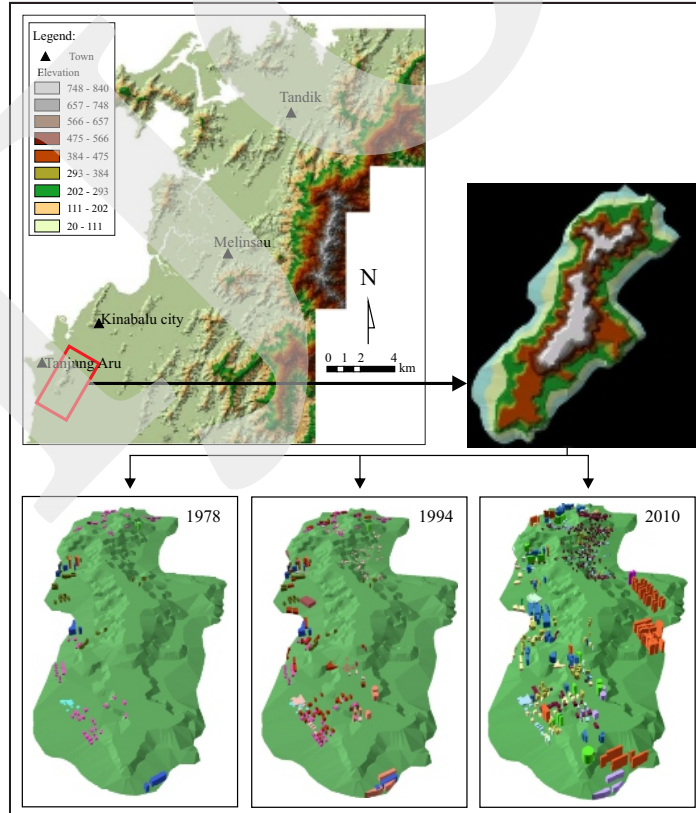 Legend:
Town
Elevation
748 - 840
657 - 748
566 - 657
475 - 566
384 - 475
293 - 384
202 - 293
111 - 202
20 - 111
Tandik
Melinsau
N
Kinabalu city
Tanjung Aru
0 1 2 4
km
1978
1994
2010